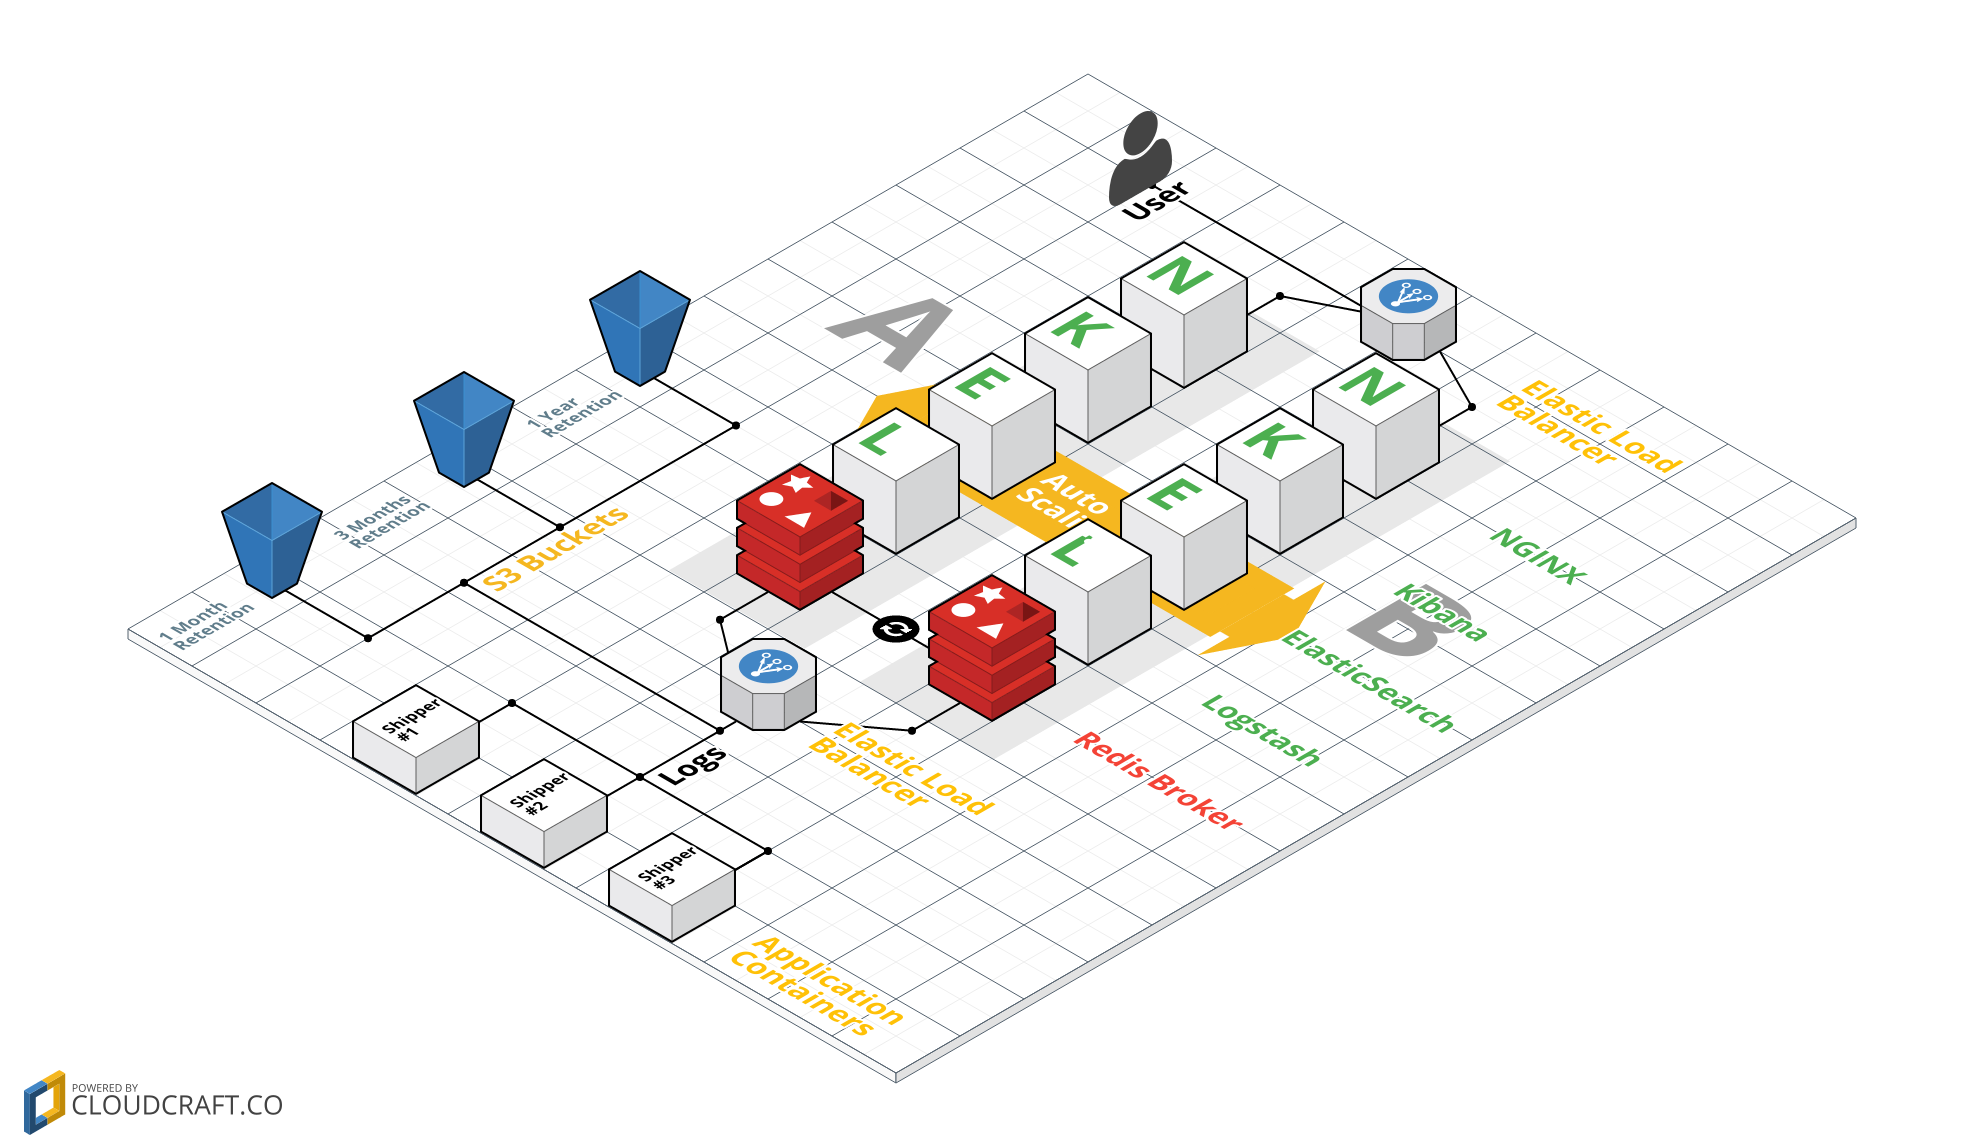 User
N
K
E
L
A
N
K
E
L
Auto
Scali
Elastic Load
Balancer
1 Year
Retention
3 Months
Retention
1 Month
Retention
S3 Buckets
NGINX
Kibana
B
ElasticSearch
Logstash
Redis Broker
Elastic Load
Balancer
Logs
Shipper
#1
Shipper
#2
Shipper
#3
Application
Containers
POWERED BY
CLOUDCRAFT.CO